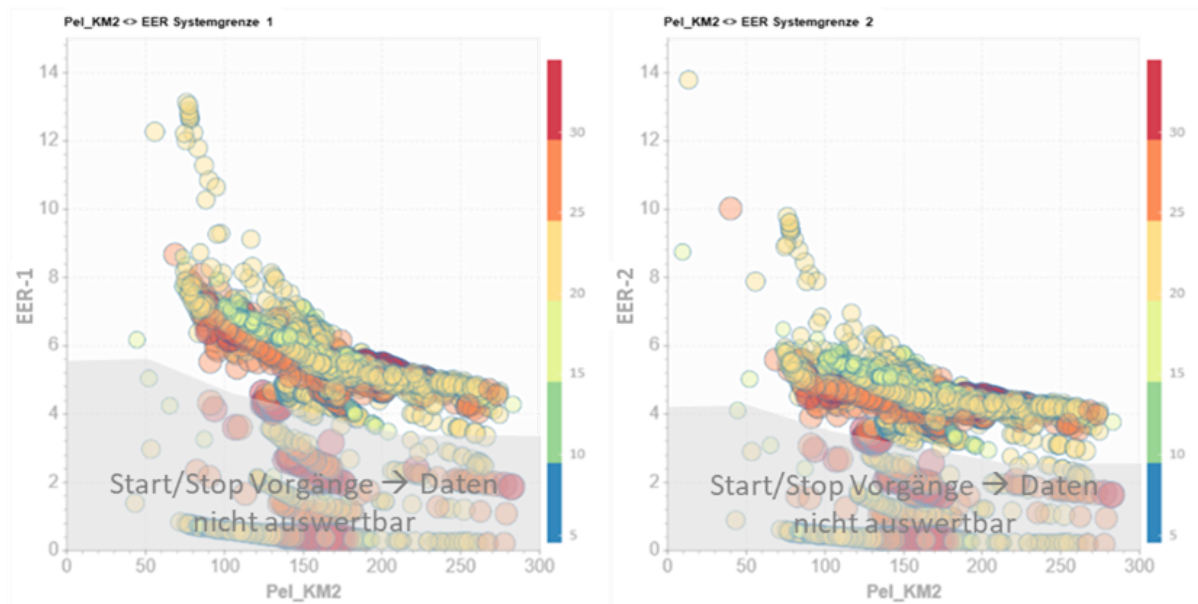 Pel_KM2 <> EER Systemgrenze 1
14
12
10
8
6
4
2
0
EER-1
0 50 100 150 200 250 300
Pel_KM2
30
25
20
15
10
5
Start/Stop Vorgänge → Daten
nicht auswertbar
Pel_KM2 <> EER Systemgrenze 2
14
12
10
8
6
4
2
0
EER-2
0 50 100 150 200 250 300
Pel_KM2
30
25
20
15
10
5
Start/Stop Vorgänge → Daten
nicht auswertbar